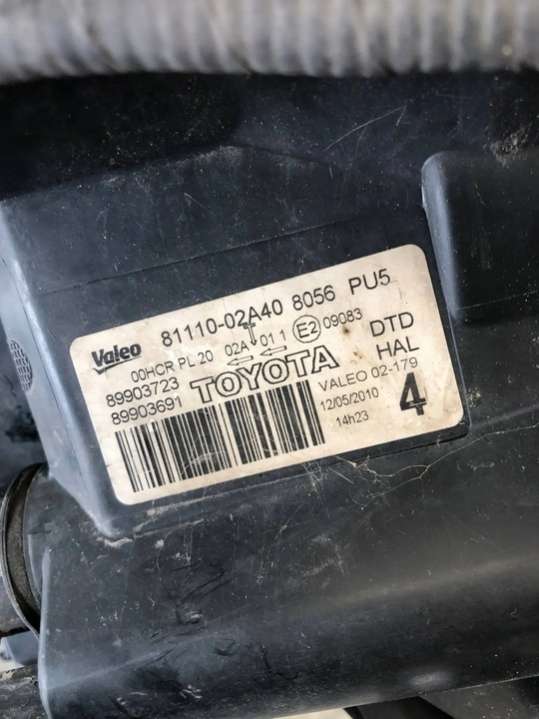 Valeo 81110-02A40 8056 PU5
00HCR PL 20 02A 01 1 E2 09083 DTD
89903723 TOYOTA HAL
89903691 VALEO 02-179
12/05/2010 4
14h23